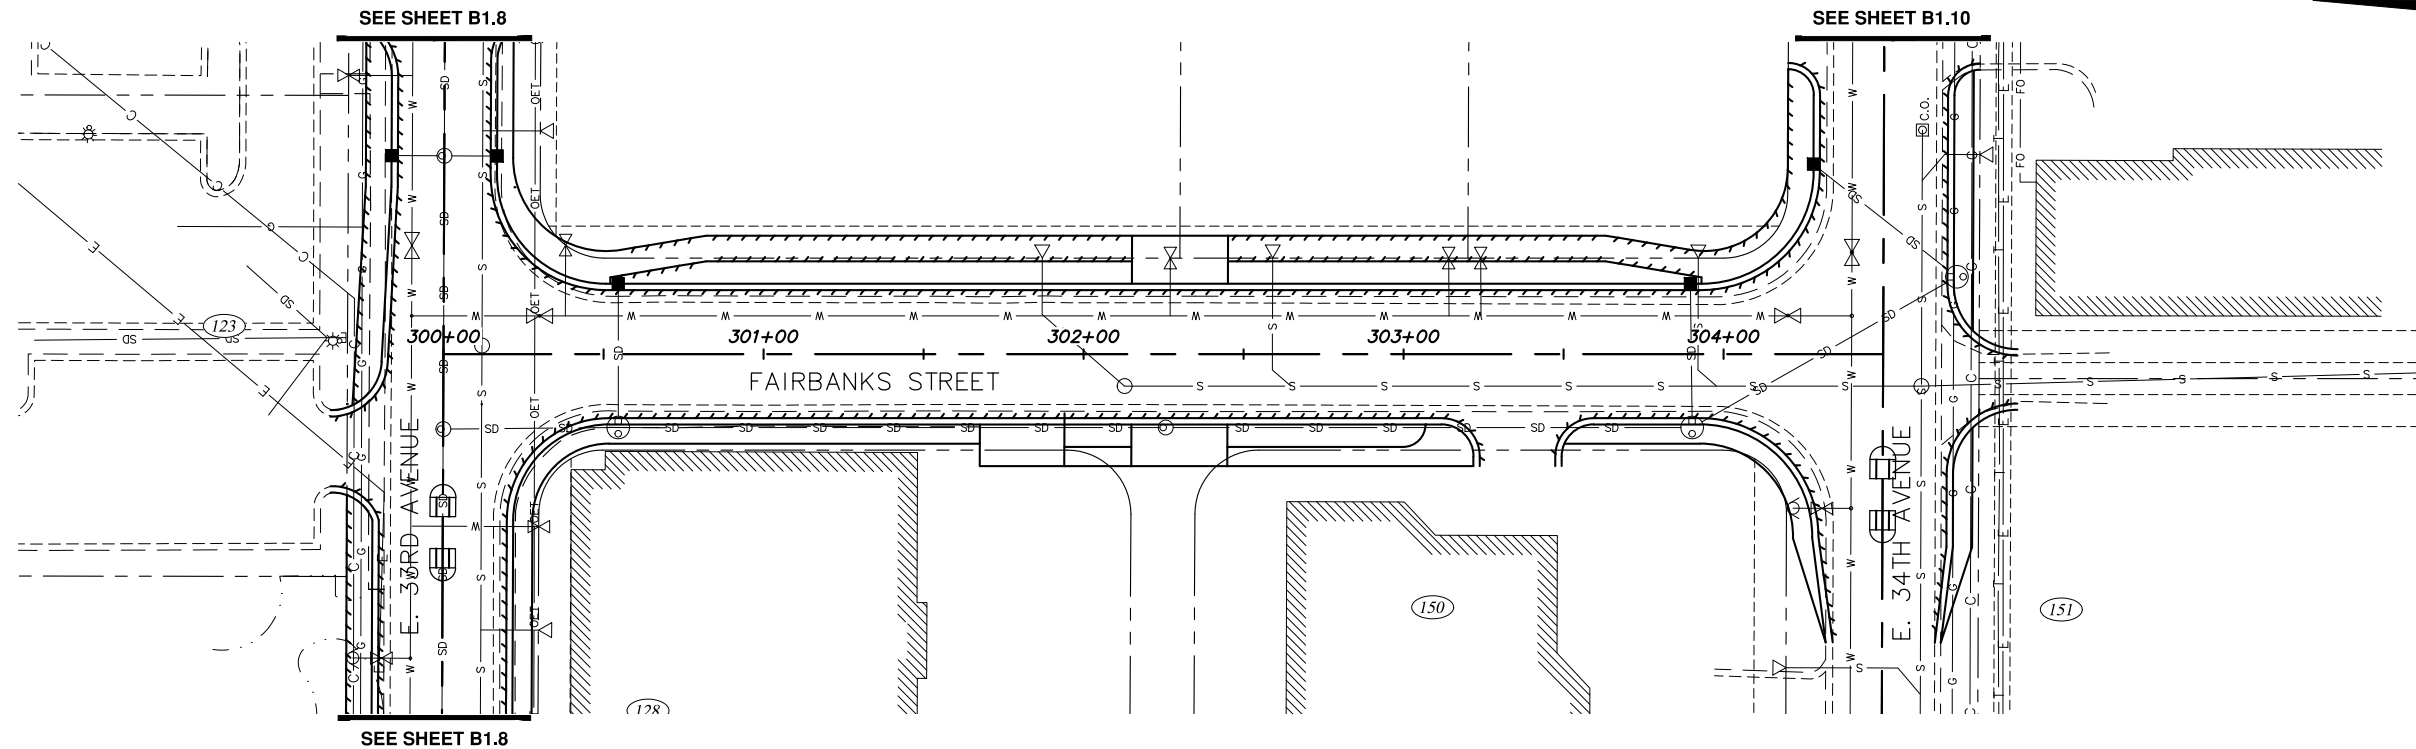 SEE SHEET B1.8
SEE SHEET B1.10
C.O.
123
300+00
301+00
302+00
303+00
304+00
FAIRBANKS STREET
E. 33RD AVENUE
E. 34TH AVENUE
150
151
128
SEE SHEET B1.8